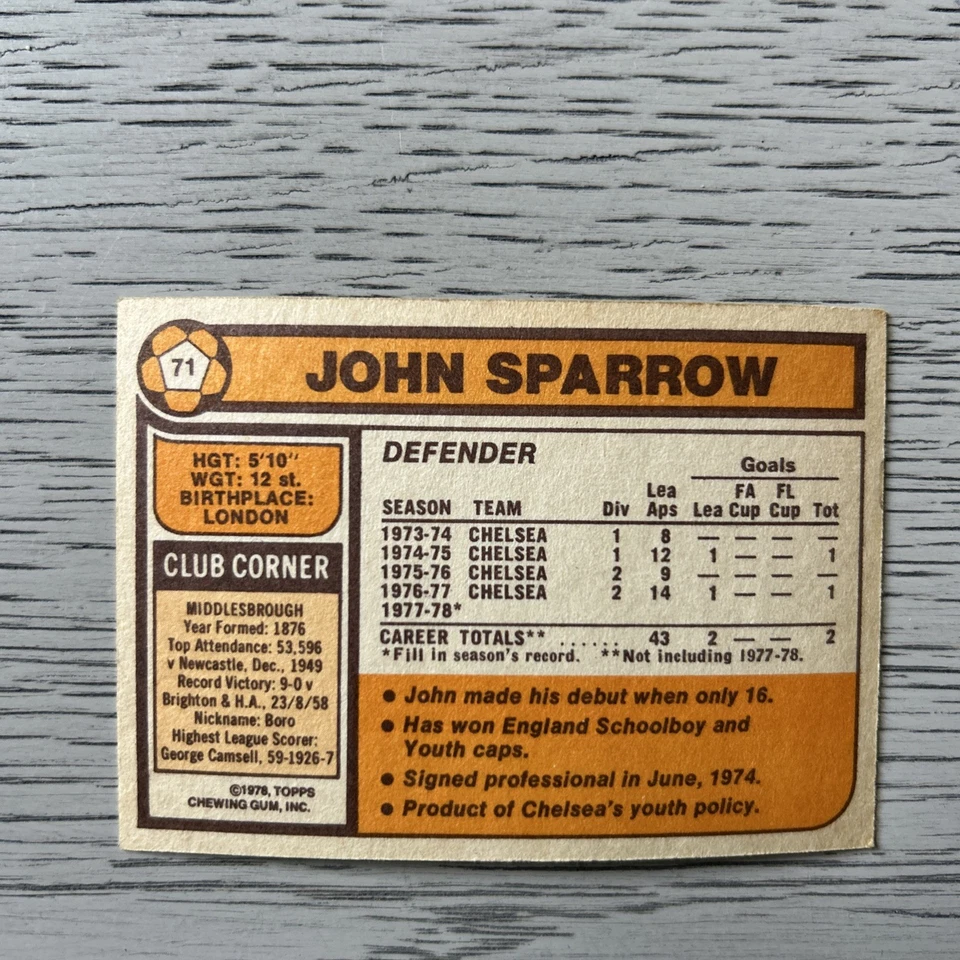 71
JOHN SPARROW
HGT: 5'10"
WGT: 12 st.
BIRTHPLACE:
LONDON
CLUB CORNER
MIDDLESBROUGH
Year Formed: 1876
Top Attendance: 53,596
v Newcastle, Dec., 1949
Record Victory: 9-0 v
Brighton & H.A., 23/8/58
Nickname: Boro
Highest League Scorer:
George Camsell, 59-1926-7
©1978, TOPPS
CHEWING GUM, INC.
DEFENDER
Goals
Lea FA FL
SEASON TEAM Div Aps Lea Cup Cup Tot
1973-74 CHELSEA 1 8 — — — —
1974-75 CHELSEA 1 12 1 — — 1
1975-76 CHELSEA 2 9 — — — —
1976-77 CHELSEA 2 14 1 — — 1
1977-78*
CAREER TOTALS** ...... 43 2 — — 2
*Fill in season's record. **Not including 1977-78.
● John made his debut when only 16.
● Has won England Schoolboy and
Youth caps.
● Signed professional in June, 1974.
● Product of Chelsea's youth policy.